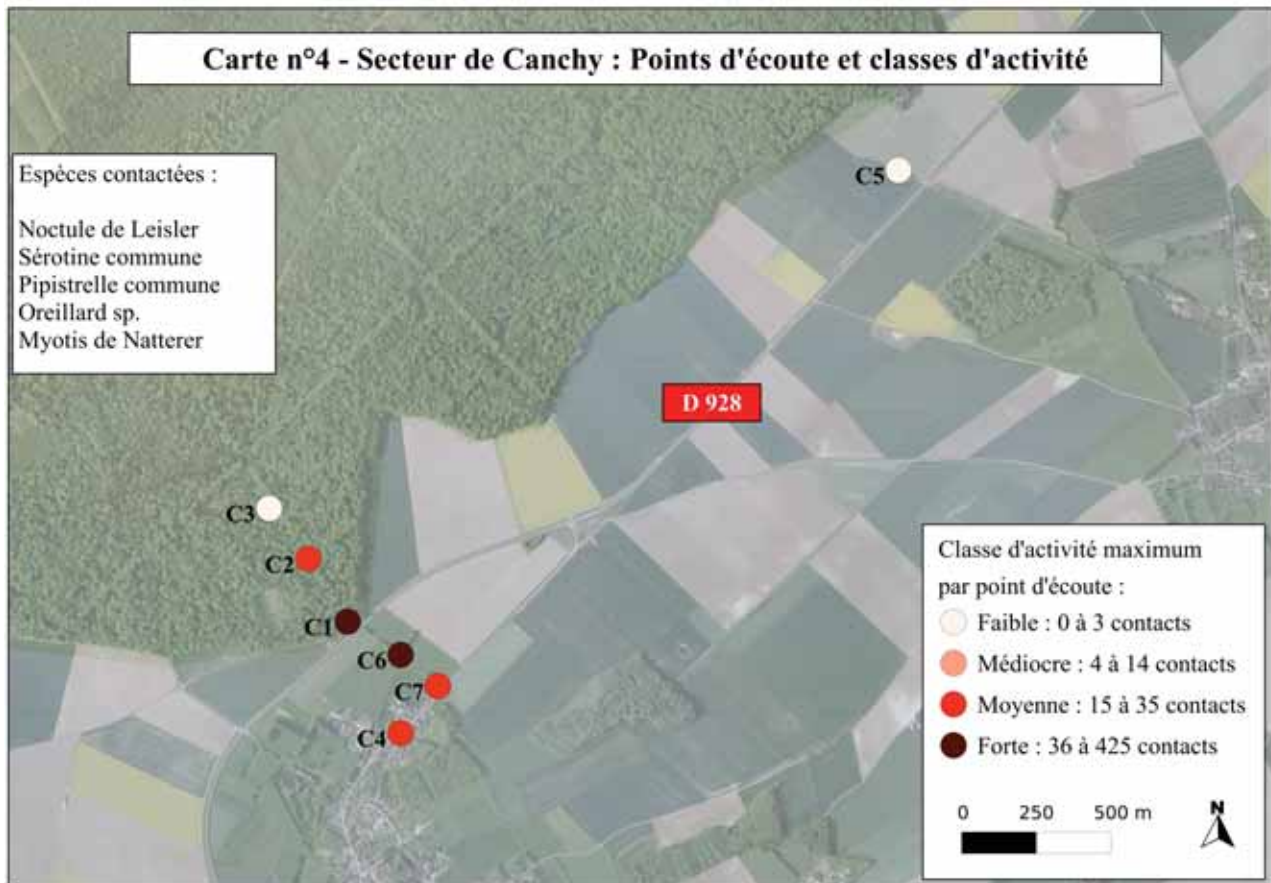 Carte n°4 - Secteur de Canchy : Points d'écoute et classes d'activité
Espèces contactées :
Noctule de Leisler
Sérotine commune
Pipistrelle commune
Oreillard sp.
Myotis de Natterer
C5
D 928
C3
C2
C1
C6
C7
C4
Classe d'activité maximum
par point d'écoute :
Faible : 0 à 3 contacts
Médiocre : 4 à 14 contacts
Moyenne : 15 à 35 contacts
Forte : 36 à 425 contacts
0 250 500 m
N